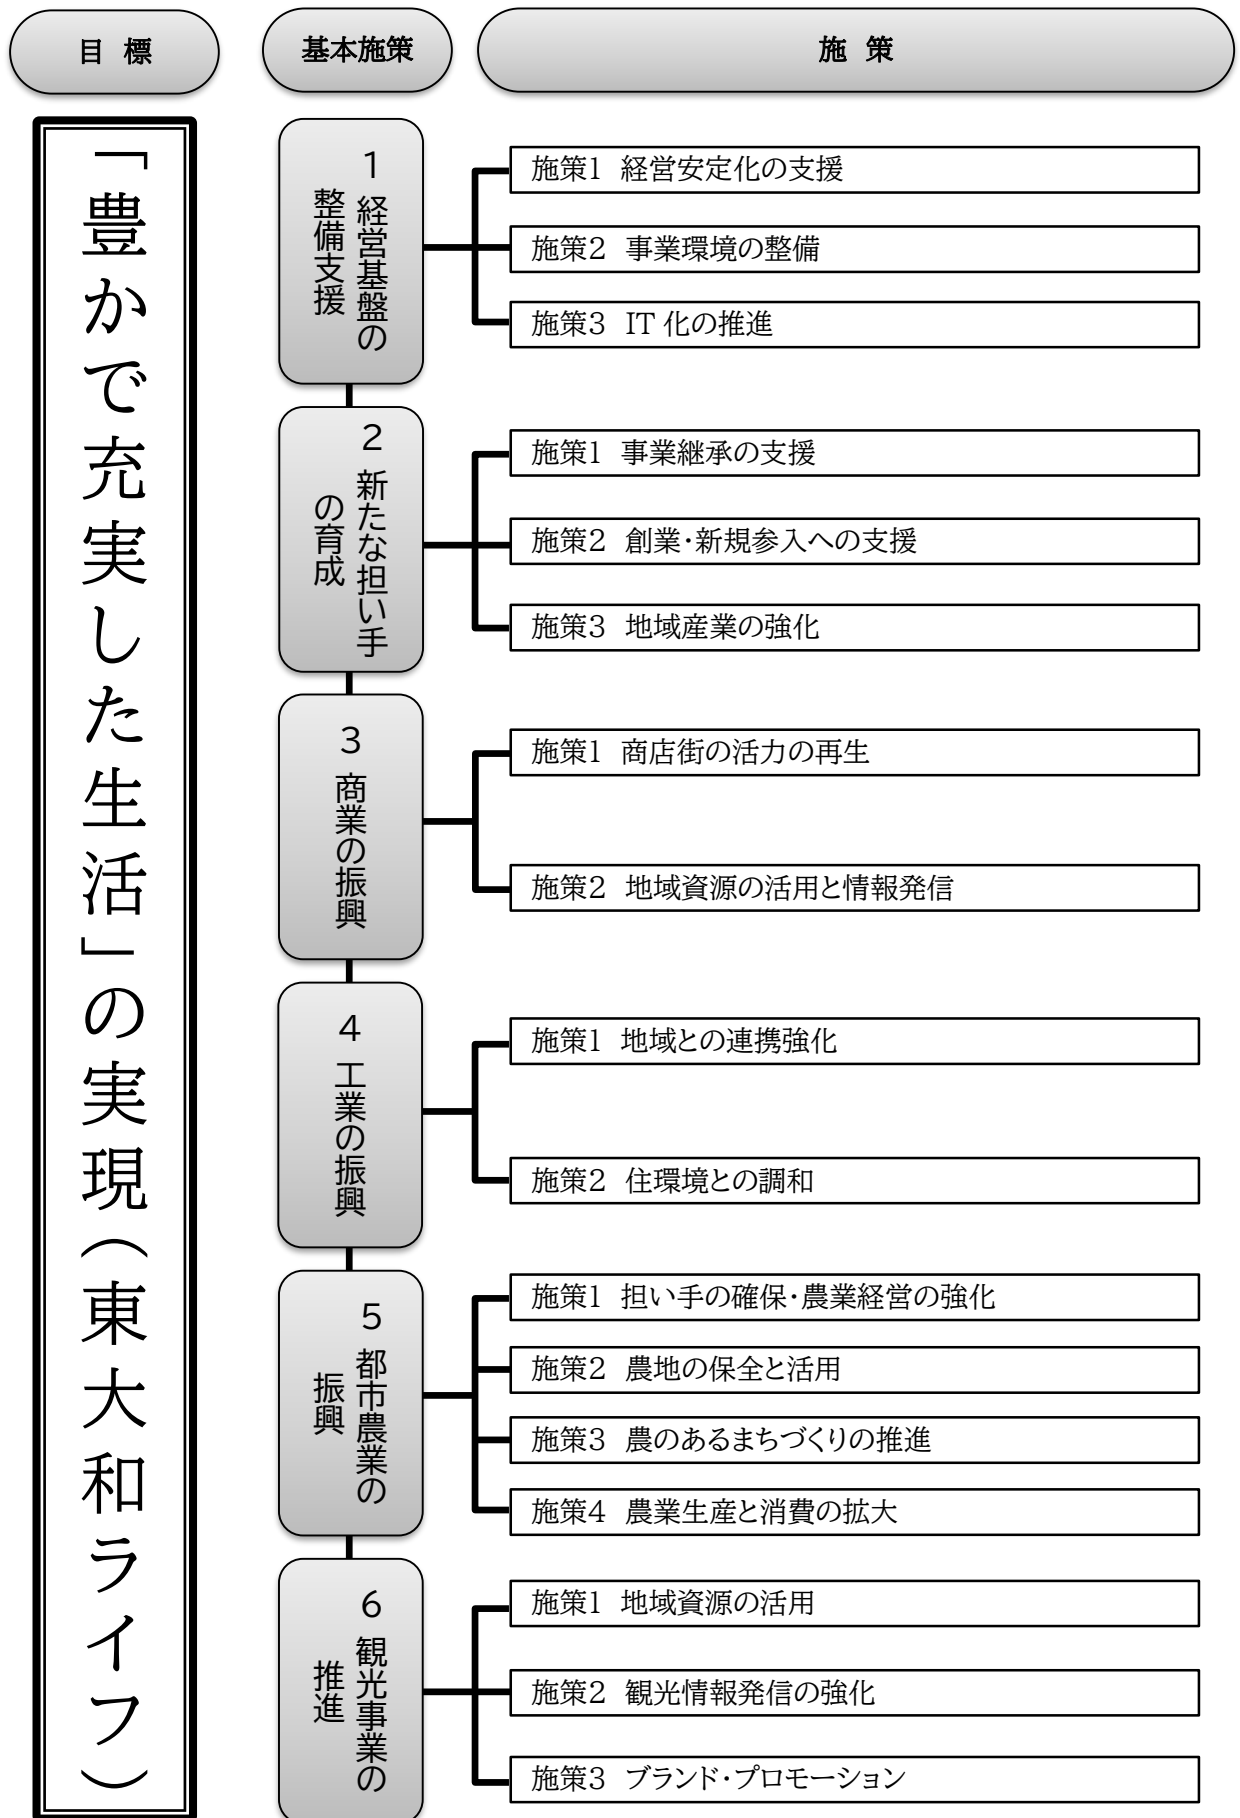 目 標
基本施策
施 策
「豊かで充実した生活」の実現(東大和ライフ)
1 経営基盤の
整備支援
施策1 経営安定化の支援
施策2 事業環境の整備
施策3 IT 化の推進
2 新たな担い手
の育成
施策1 事業継承の支援
施策2 創業・新規参入への支援
施策3 地域産業の強化
3 商業の振興
施策1 商店街の活力の再生
施策2 地域資源の活用と情報発信
4 工業の振興
施策1 地域との連携強化
施策2 住環境との調和
5 都市農業の
振興
施策1 担い手の確保・農業経営の強化
施策2 農地の保全と活用
施策3 農のあるまちづくりの推進
施策4 農業生産と消費の拡大
6 観光事業の
推進
施策1 地域資源の活用
施策2 観光情報発信の強化
施策3 ブランド・プロモーション